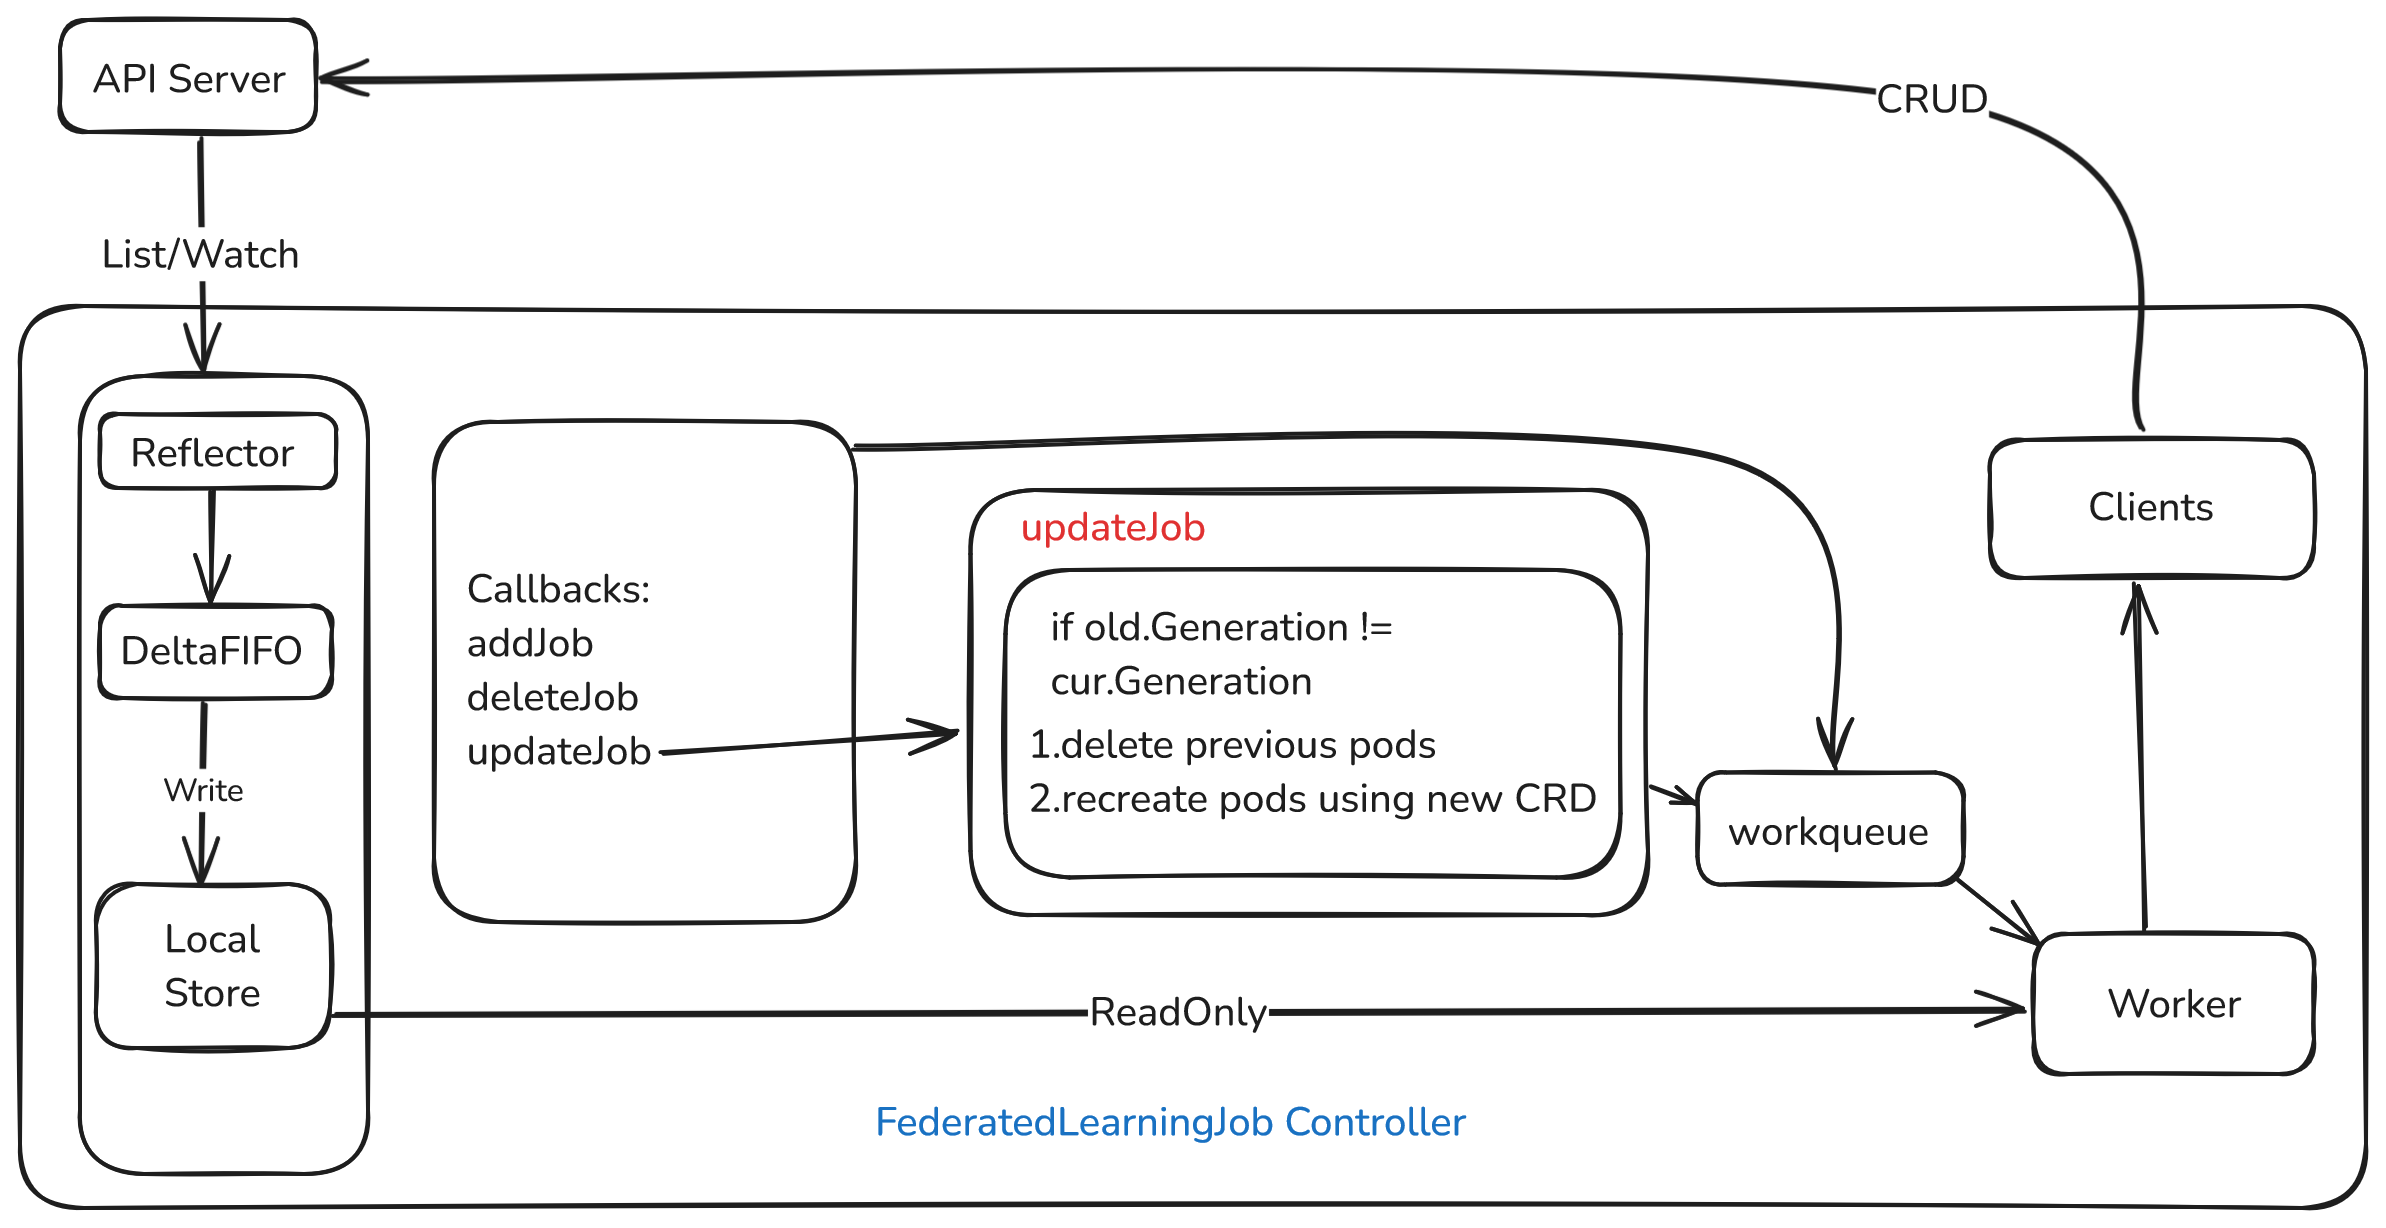 API Server
CRUD
List/Watch
Reflector
DeltaFIFO
Write
Local
Store
Callbacks:
addJob
deleteJob
updateJob
updateJob
if old.Generation !=
cur.Generation
1.delete previous pods
2.recreate pods using new CRD
workqueue
Clients
Worker
ReadOnly
FederatedLearningJob Controller